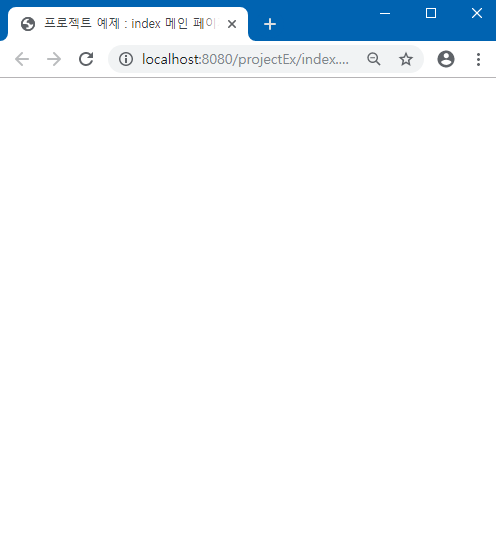 프로젝트 예제 : index 메인 페이
localhost:8080/projectEx/index....